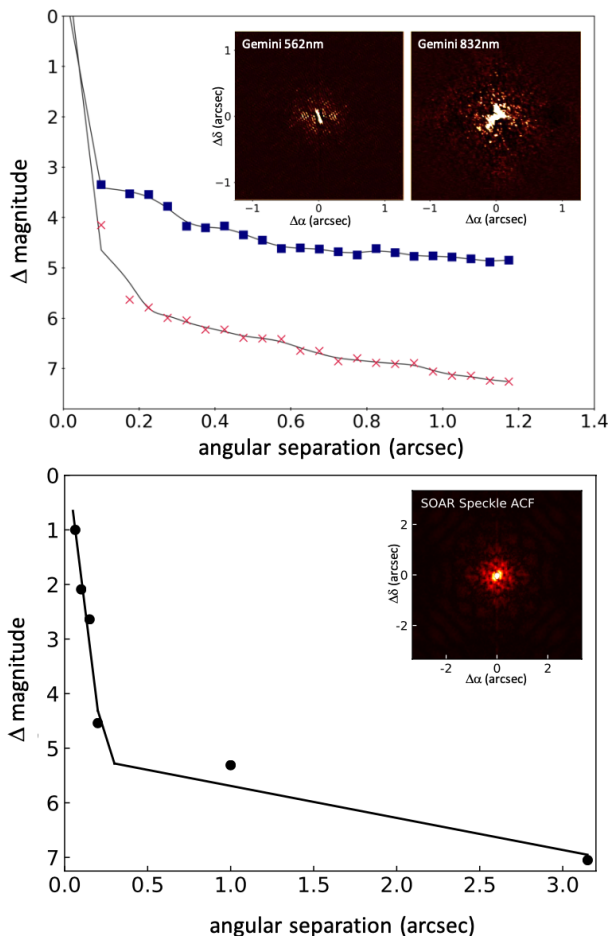 0
1
2
3
4
5
6
7
Δ magnitude
0.0 0.2 0.4 0.6 0.8 1.0 1.2 1.4
angular separation (arcsec)
Gemini 562nm
1
0
−1
Δδ (arcsec)
−1 0 1
Δα (arcsec)
Gemini 832nm
−1 0 1
Δα (arcsec)
0
1
2
3
4
5
6
7
Δ magnitude
0.0 0.5 1.0 1.5 2.0 2.5 3.0
angular separation (arcsec)
SOAR Speckle ACF
2
0
-2
Δδ (arcsec)
-2 0 2
Δα (arcsec)